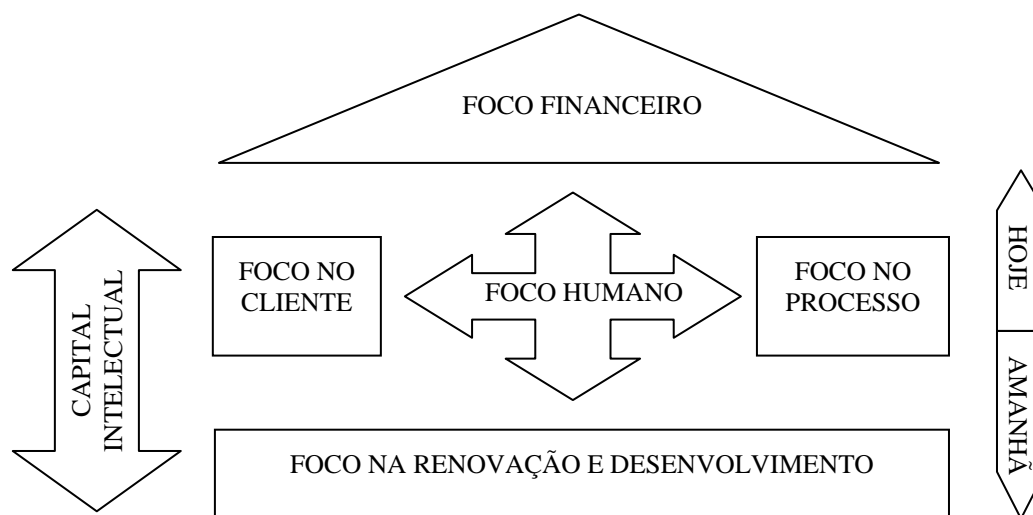 FOCO FINANCEIRO
FOCO NO
CLIENTE
FOCO HUMANO
FOCO NO
PROCESSO
HOJE
CAPITAL
INTELECTUAL
AMANHÃ
FOCO NA RENOVAÇÃO E DESENVOLVIMENTO